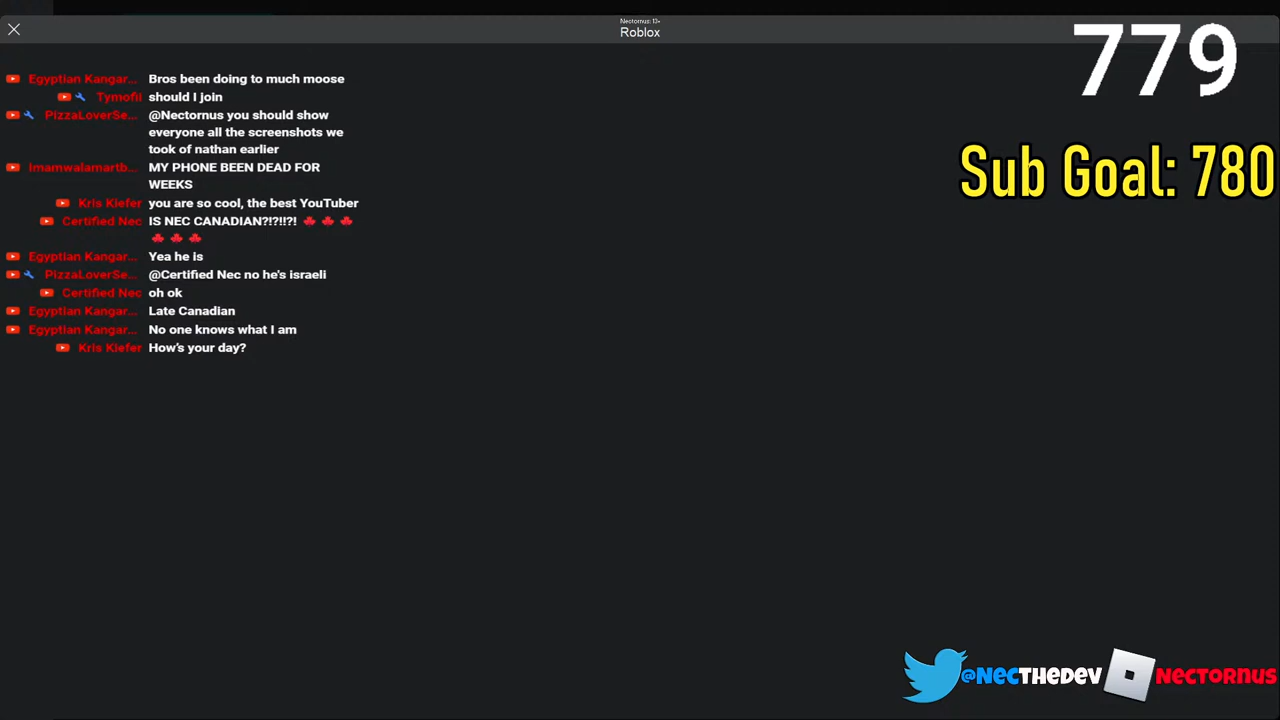 Nectornus: 13+
Roblox
779
Sub Goal: 780
Egyptian Kangar... Bros been doing to much moose
Tymofii should I join
PizzaLoverSe... @Nectornus you should show
everyone all the screenshots we
took of nathan earlier
imamwalamartb... MY PHONE BEEN DEAD FOR
WEEKS
Kris Kiefer you are so cool, the best YouTuber
Certified Nec IS NEC CANADIAN?!?!!?! 🍁 🍁 🍁
🍁 🍁 🍁
Egyptian Kangar... Yea he is
PizzaLoverSe... @Certified Nec no he's israeli
Certified Nec oh ok
Egyptian Kangar... Late Canadian
Egyptian Kangar... No one knows what I am
Kris Kiefer How's your day?
@NECTHEDEV NECTORNUS